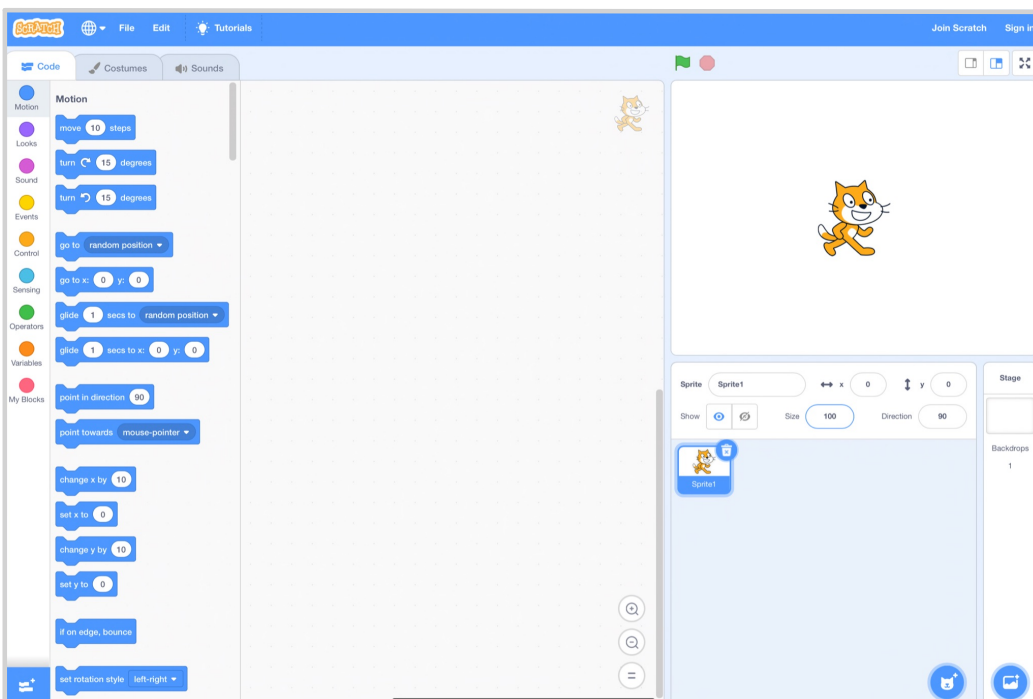 SCRATCH File Edit Tutorials Join Scratch Sign in
Code Costumes Sounds
Motion
Looks
Sound
Events
Control
Sensing
Operators
Variables
My Blocks
Motion
move 10 steps
turn 15 degrees
turn 15 degrees
go to random position
go to x: 0 y: 0
glide 1 secs to random position
glide 1 secs to x: 0 y: 0
point in direction 90
point towards mouse-pointer
change x by 10
set x to 0
change y by 10
set y to 0
if on edge, bounce
set rotation style left-right
Sprite Sprite1 x 0 y 0
Show Size 100 Direction 90
Sprite1
Stage
Backdrops
1